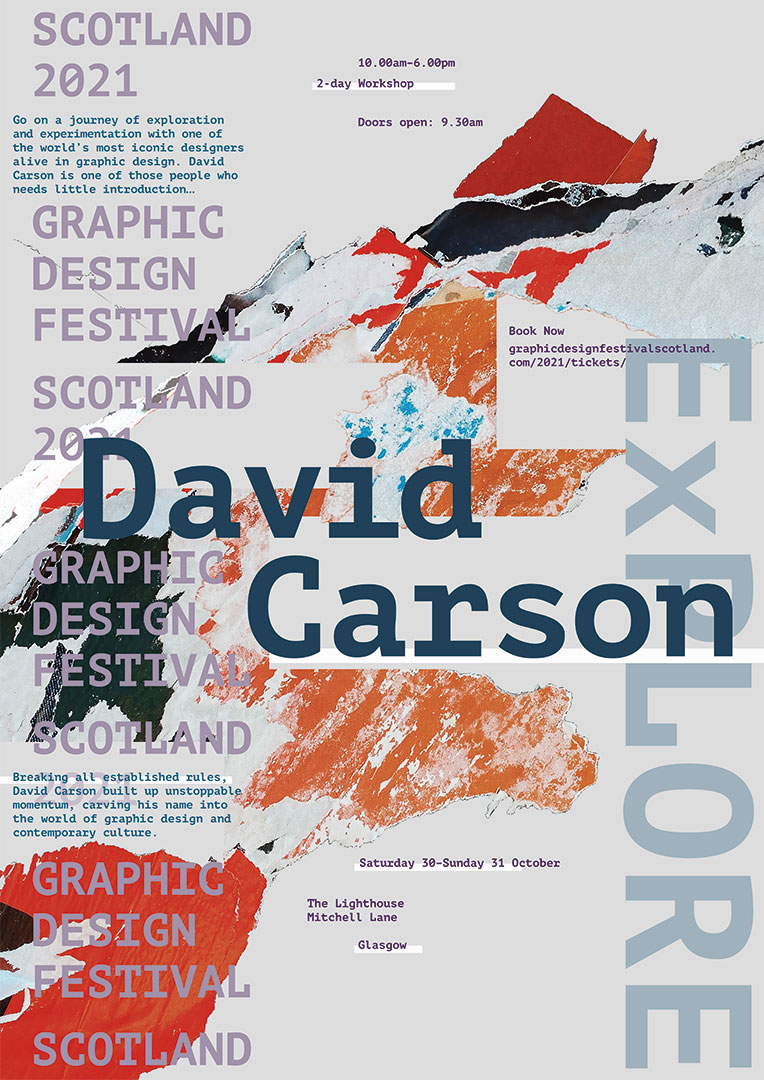 SCOTLAND
2021
10.00am–6.00pm
2-day Workshop
Doors open: 9.30am
Go on a journey of exploration
and experimentation with one of
the world's most iconic designers
alive in graphic design. David
Carson is one of those people who
needs little introduction…
GRAPHIC
DESIGN
FESTIVAL
Book Now
graphicdesignfestivalscotland.
com/2021/tickets/
SCOTLAND
2021
EXPLORE
David
Carson
GRAPHIC
DESIGN
FESTIVAL
SCOTLAND
2021
Breaking all established rules,
David Carson built up unstoppable
momentum, carving his name into
the world of graphic design and
contemporary culture.
Saturday 30–Sunday 31 October
The Lighthouse
Mitchell Lane
Glasgow
GRAPHIC
DESIGN
FESTIVAL
SCOTLAND